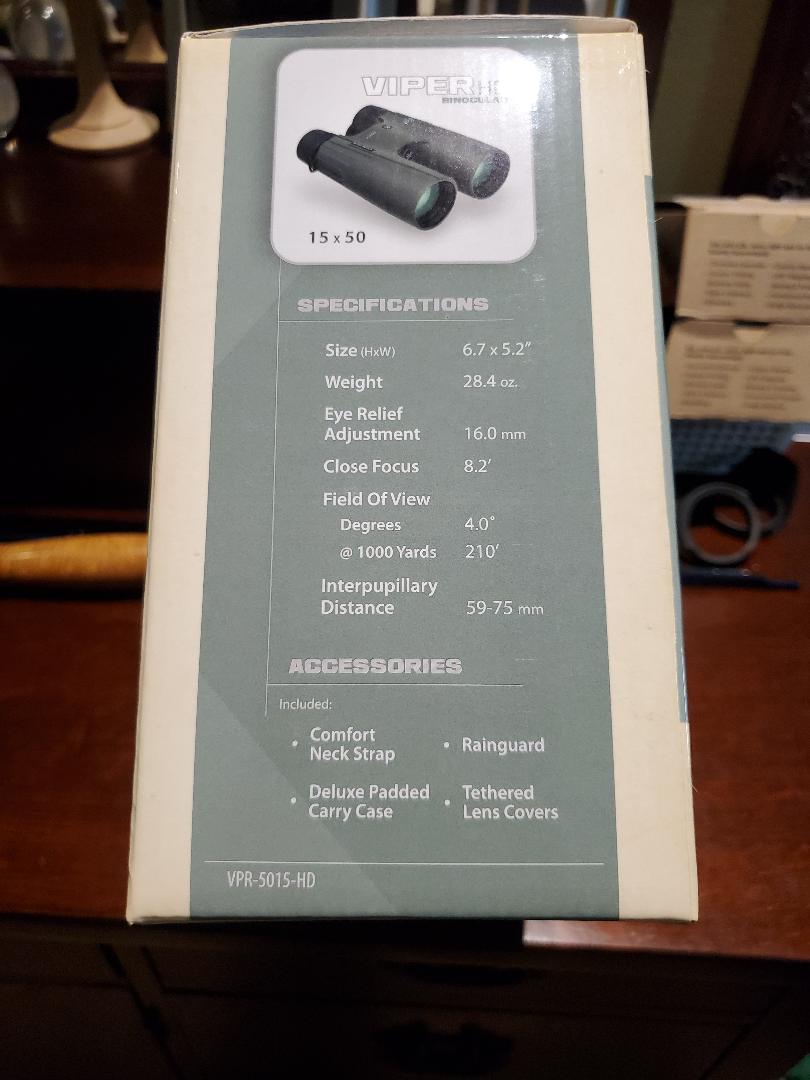 VIPER HD
BINOCULAR
15 x 50
SPECIFICATIONS
Size (HxW) 6.7 x 5.2"
Weight 28.4 oz.
Eye Relief
Adjustment 16.0 mm
Close Focus 8.2'
Field Of View
Degrees 4.0°
@ 1000 Yards 210'
Interpupillary
Distance 59-75 mm
ACCESSORIES
Included:
• Comfort
Neck Strap
• Rainguard
• Deluxe Padded
Carry Case
• Tethered
Lens Covers
VPR-5015-HD